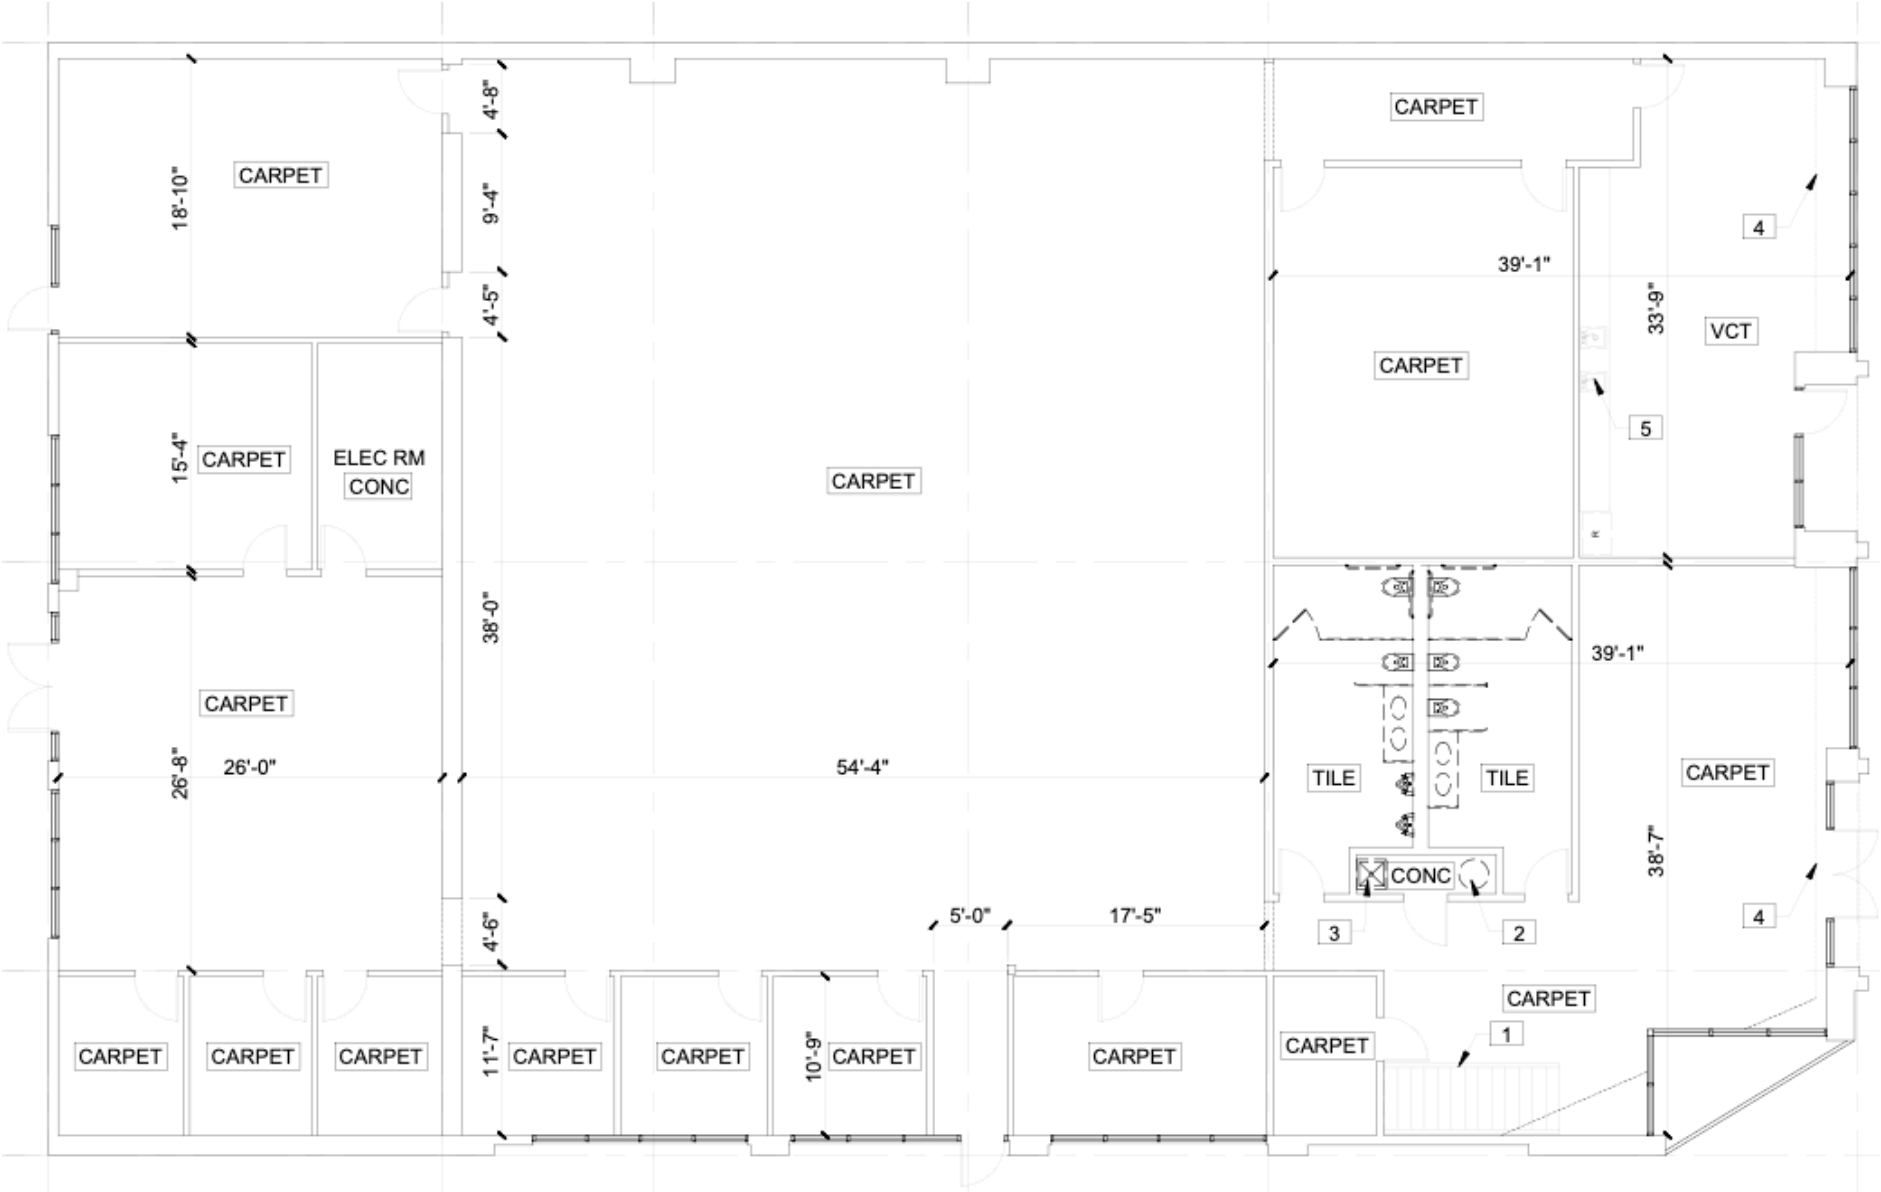 4'-8"
CARPET
CARPET
18'-10"
9'-4"
4
39'-1"
4'-5"
33'-9"
VCT
CARPET
5
15'-4"
CARPET
ELEC RM
CONC
CARPET
R
38'-0"
39'-1"
CARPET
26'-8"
26'-0"
54'-4"
TILE
TILE
CARPET
38'-7"
CONC
4'-6"
5'-0"
17'-5"
3
2
4
CARPET
1
CARPET
CARPET
CARPET
CARPET
11'-7"
CARPET
CARPET
10'-9"
CARPET
CARPET